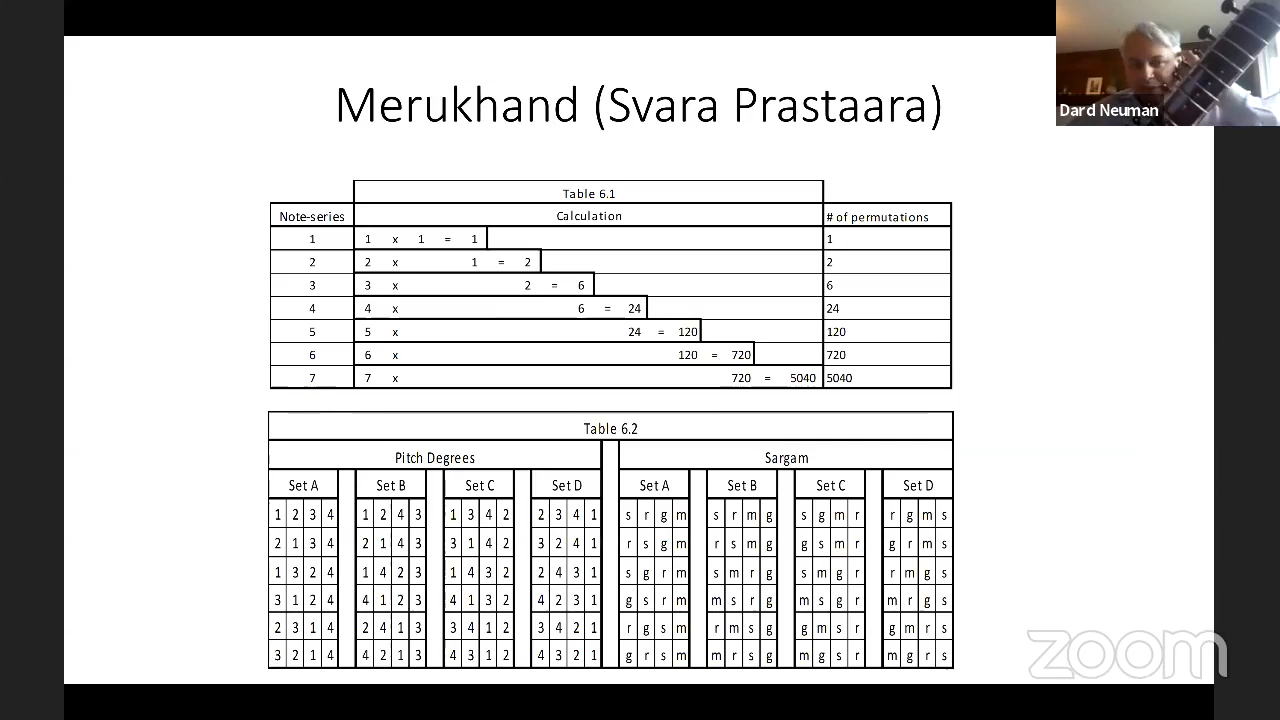 Merukhand (Svara Prastaara)
Dard Neuman
Table 6.1
Note-series Calculation # of permutations
1 1 x 1 = 1 1
2 2 x 1 = 2 2
3 3 x 2 = 6 6
4 4 x 6 = 24 24
5 5 x 24 = 120 120
6 6 x 120 = 720 720
7 7 x 720 = 5040 5040
Table 6.2
Pitch Degrees Sargam
Set A Set B Set C Set D Set A Set B Set C Set D
1 2 3 4 1 2 4 3 1 3 4 2 2 3 4 1 s r g m s r m g s g m r r g m s
2 1 3 4 2 1 4 3 3 1 4 2 3 2 4 1 r s g m r s m g g s m r g r m s
1 3 2 4 1 4 2 3 1 4 3 2 2 4 3 1 s g r m s m r g s m g r r m g s
3 1 2 4 4 1 2 3 4 1 3 2 4 2 3 1 g s r m m s r g m s g r m r g s
2 3 1 4 2 4 1 3 3 4 1 2 3 4 2 1 r g s m r m s g g m s r g m r s
3 2 1 4 4 2 1 3 4 3 1 2 4 3 2 1 g r s m m r s g m g s r m g r s
zoom